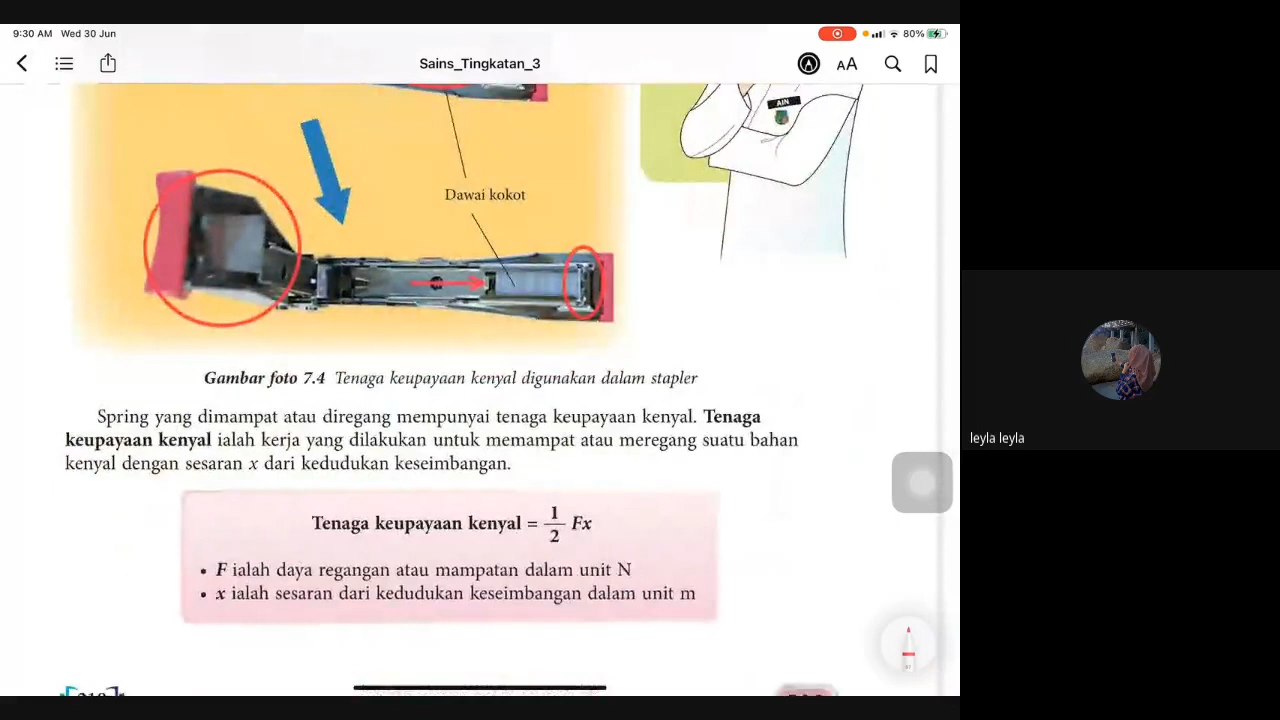 9:30 AM Wed 30 Jun
80%
Sains_Tingkatan_3
AA
AIN
Dawai kokot
Gambar foto 7.4 Tenaga keupayaan kenyal digunakan dalam stapler
Spring yang dimampat atau diregang mempunyai tenaga keupayaan kenyal. Tenaga
keupayaan kenyal ialah kerja yang dilakukan untuk memampat atau meregang suatu bahan
kenyal dengan sesaran x dari kedudukan keseimbangan.
Tenaga keupayaan kenyal = 1/2 Fx
• F ialah daya regangan atau mampatan dalam unit N
• x ialah sesaran dari kedudukan keseimbangan dalam unit m
leyla leyla